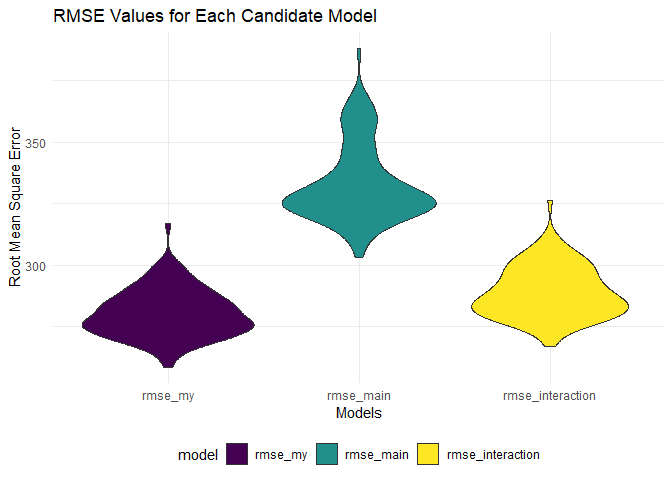 RMSE Values for Each Candidate Model
Root Mean Square Error
350
300
rmse_my rmse_main rmse_interaction
Models
model rmse_my rmse_main rmse_interaction